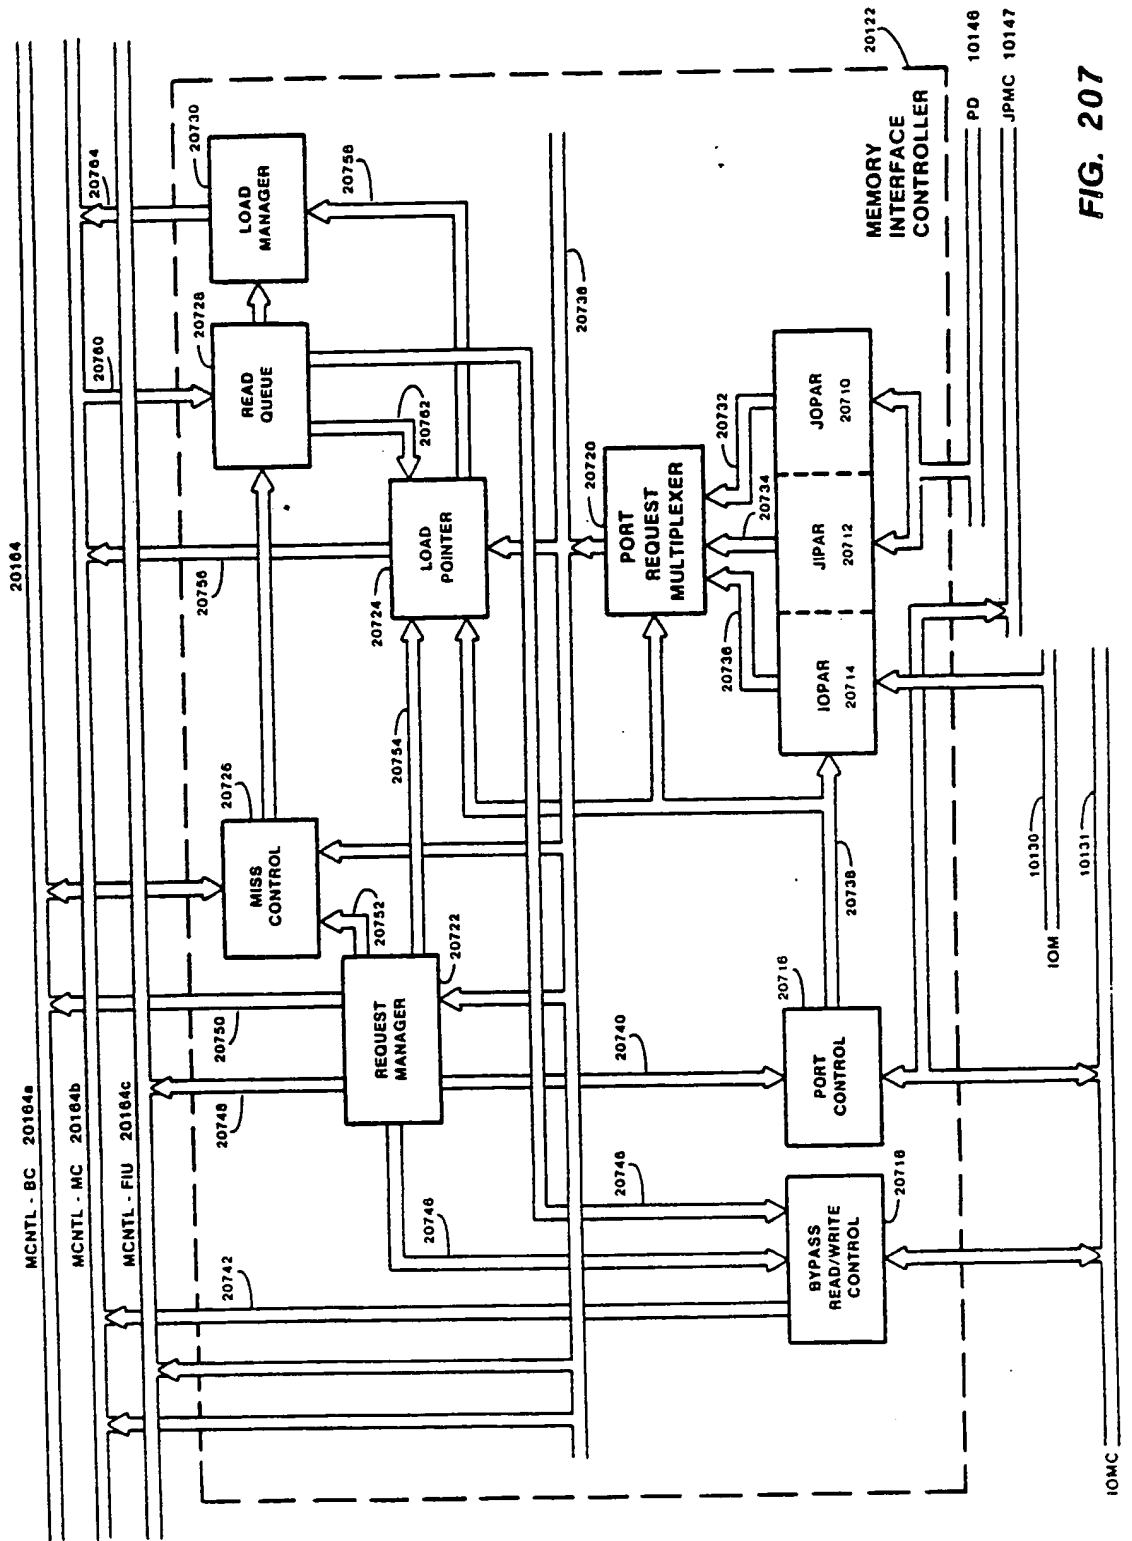 20164
MCNTL - BC 20164a
MCNTL - MC 20164b
MCNTL - FIU 20164c
20742
20748
20750
20756
20760
20764
20122
MISS
CONTROL
20726
READ
QUEUE
20728
LOAD
MANAGER
20730
20752
20754
20762
20758
REQUEST
MANAGER
20722
LOAD
POINTER
20724
20746
20746
20740
20738
PORT
REQUEST
MULTIPLEXER
20720
20736
20734
20732
MEMORY
INTERFACE
CONTROLLER
BYPASS
READ/WRITE
CONTROL
20718
PORT
CONTROL
20716
20738
IOPAR
20714
JIPAR
20712
JOPAR
20710
PD 10146
JPMC 10147
10130
IOM
10131
IOMC
FIG. 207